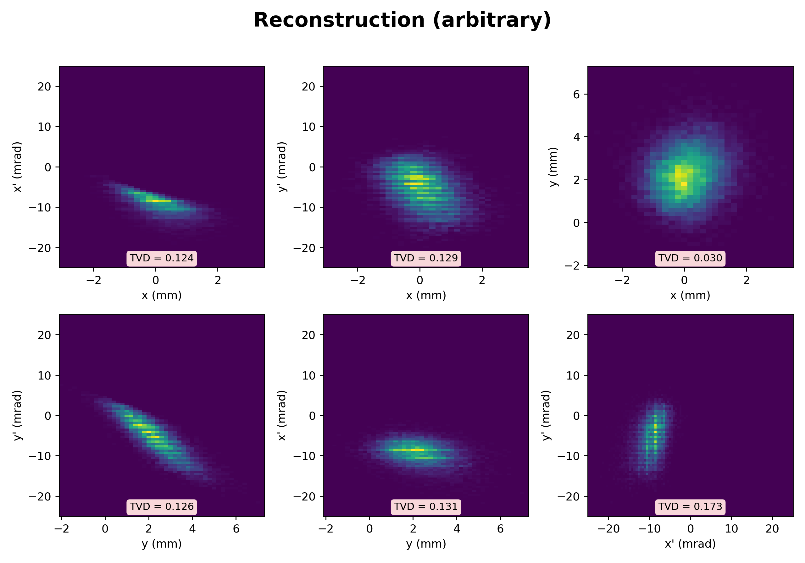 Reconstruction (arbitrary)
20
10
0
−10
−20
x' (mrad)
−2
0
2
x (mm)
TVD = 0.124
20
10
0
−10
−20
y' (mrad)
−2
0
2
x (mm)
TVD = 0.129
6
4
2
0
−2
y (mm)
−2
0
2
x (mm)
TVD = 0.030
20
10
0
−10
−20
y' (mrad)
−2
0
2
4
6
y (mm)
TVD = 0.126
20
10
0
−10
−20
x' (mrad)
−2
0
2
4
6
y (mm)
TVD = 0.131
20
10
0
−10
−20
y' (mrad)
−20
−10
0
10
20
x' (mrad)
TVD = 0.173